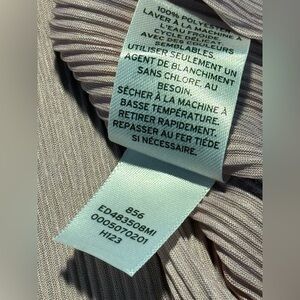 100% POLYESTER
LAVER À LA MACHINE À
L'EAU FROIDE,
CYCLE DÉLICAT
AVEC DES COULEURS
SEMBLABLES.
UTILISER SEULEMENT UN
AGENT DE BLANCHIMENT
SANS CHLORE, AU
BESOIN.
SÉCHER À LA MACHINE À
BASSE TEMPÉRATURE.
RETIRER RAPIDEMENT.
REPASSER AU FER TIÈDE
SI NÉCESSAIRE.
856
ED483508MI
0005070201
H123